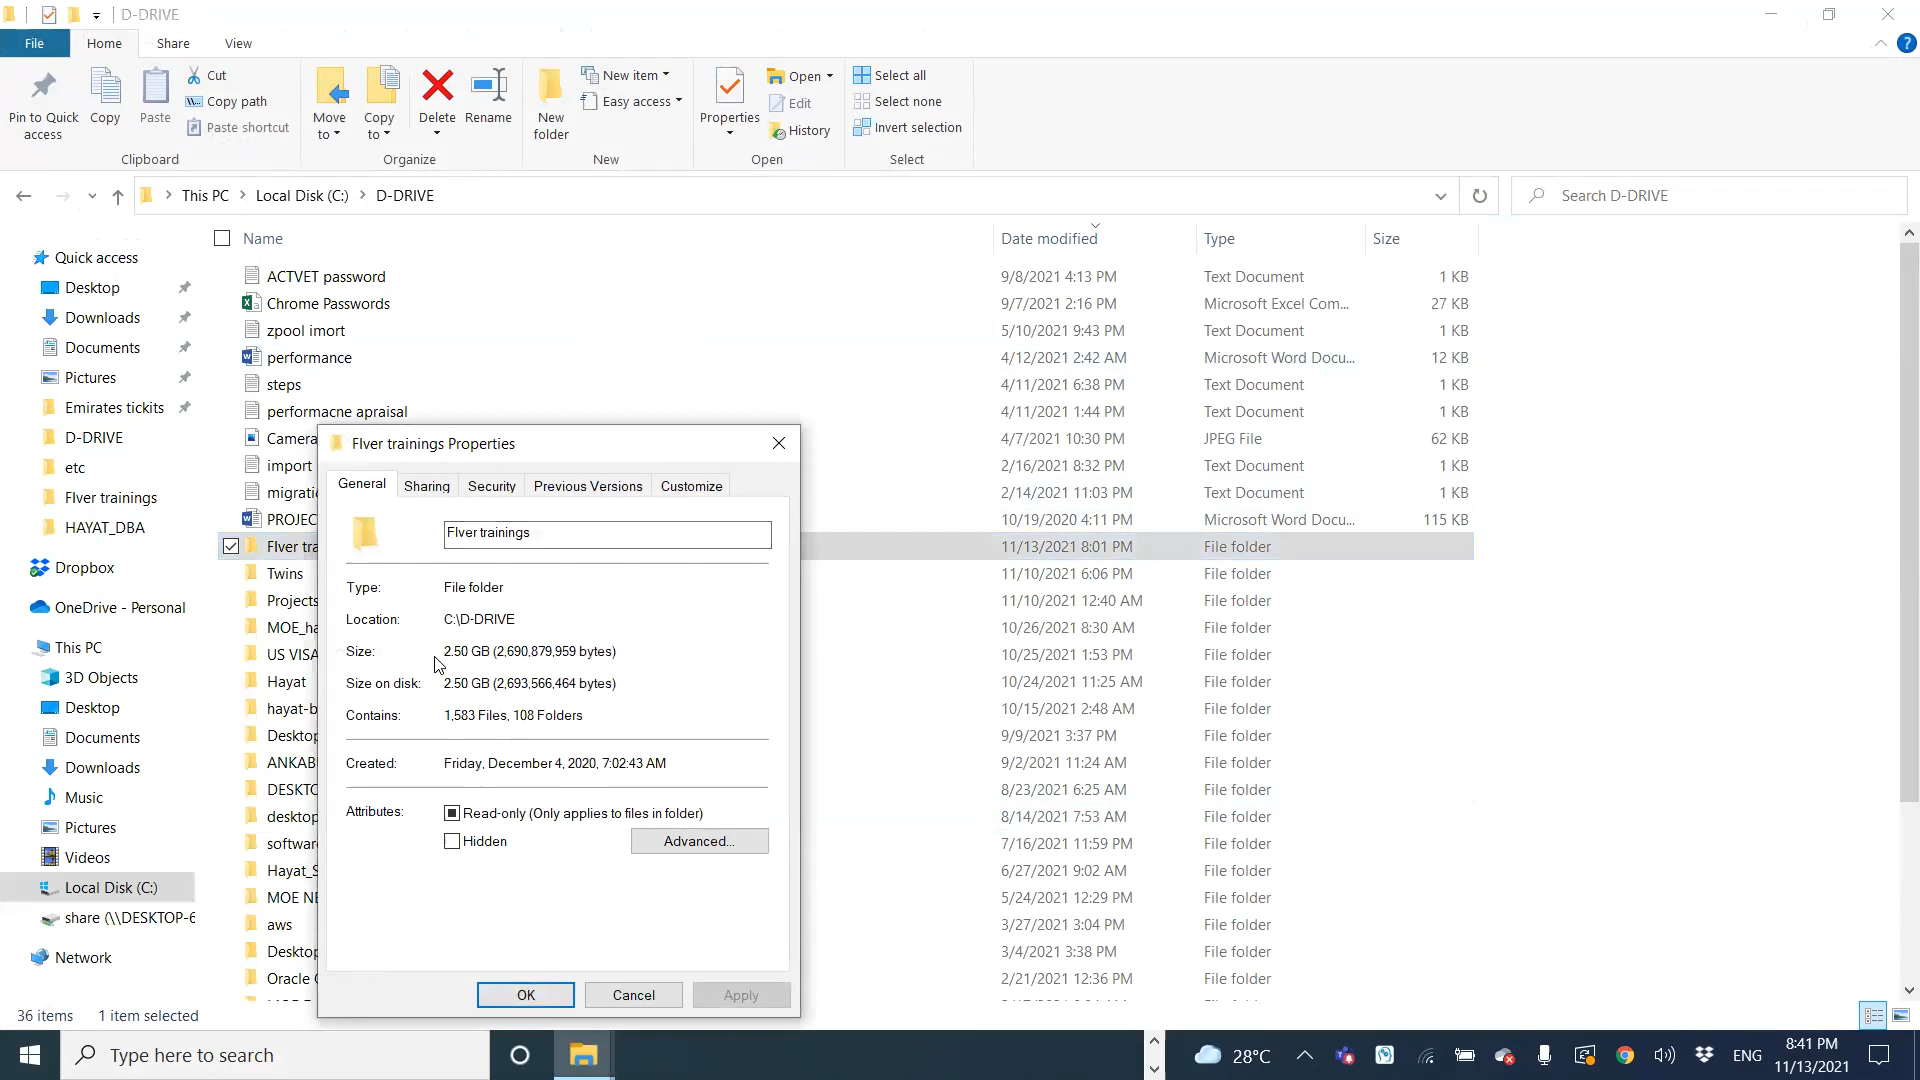 D-DRIVE
File Home Share View
Pin to Quick access
Copy
Paste
Cut
Copy path
Paste shortcut
Clipboard
Move to
Copy to
Delete
Rename
Organize
New folder
New item
Easy access
New
Properties
Open
Edit
History
Open
Select all
Select none
Invert selection
Select
This PC > Local Disk (C:) > D-DRIVE
Search D-DRIVE
Quick access
Desktop
Downloads
Documents
Pictures
Emirates tickits
D-DRIVE
etc
FIver trainings
HAYAT_DBA
Dropbox
OneDrive - Personal
This PC
3D Objects
Desktop
Documents
Downloads
Music
Pictures
Videos
Local Disk (C:)
share (\\DESKTOP-6
Network
Name Date modified Type Size
ACTVET password 9/8/2021 4:13 PM Text Document 1 KB
Chrome Passwords 9/7/2021 2:16 PM Microsoft Excel Com... 27 KB
zpool imort 5/10/2021 9:43 PM Text Document 1 KB
performance 4/12/2021 2:42 AM Microsoft Word Docu... 12 KB
steps 4/11/2021 6:38 PM Text Document 1 KB
performacne apraisal 4/11/2021 1:44 PM Text Document 1 KB
Camera 4/7/2021 10:30 PM JPEG File 62 KB
import 2/16/2021 8:32 PM Text Document 1 KB
migrati 2/14/2021 11:03 PM Text Document 1 KB
PROJEC 10/19/2020 4:11 PM Microsoft Word Docu... 115 KB
FIver tra 11/13/2021 8:01 PM File folder
Twins 11/10/2021 6:06 PM File folder
Projects 11/10/2021 12:40 AM File folder
MOE_ha 10/26/2021 8:30 AM File folder
US VISA 10/25/2021 1:53 PM File folder
Hayat 10/24/2021 11:25 AM File folder
hayat-b 10/15/2021 2:48 AM File folder
Desktop 9/9/2021 3:37 PM File folder
ANKAB 9/2/2021 11:24 AM File folder
DESKTO 8/23/2021 6:25 AM File folder
desktop 8/14/2021 7:53 AM File folder
software 7/16/2021 11:59 PM File folder
Hayat_S 6/27/2021 9:02 AM File folder
MOE NE 5/24/2021 12:29 PM File folder
aws 3/27/2021 3:04 PM File folder
Desktop 3/4/2021 3:38 PM File folder
Oracle 2/21/2021 12:36 PM File folder
FIver trainings Properties
General Sharing Security Previous Versions Customize
FIver trainings
Type: File folder
Location: C:\D-DRIVE
Size: 2.50 GB (2,690,879,959 bytes)
Size on disk: 2.50 GB (2,693,566,464 bytes)
Contains: 1,583 Files, 108 Folders
Created: Friday, December 4, 2020, 7:02:43 AM
Attributes: Read-only (Only applies to files in folder)
Hidden Advanced...
OK Cancel Apply
36 items 1 item selected
Type here to search
28°C
ENG
8:41 PM
11/13/2021